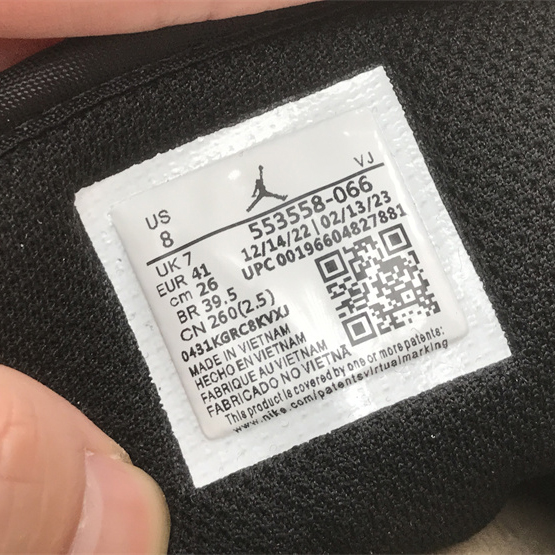 US
8
VJ
553558-066
12/14/22 | 02/13/23
UPC 00196604827881
UK 7
EUR 41
cm 26
BR 39.5
CN 260(2.5)
0431KGRC8KVXJ
MADE IN VIETNAM
HECHO EN VIETNAM
FABRIQUE AU VIETNAM
FABRICADO NO VIETNA
This product is covered by one or more patents:
www.nike.com/patentsvirtualmarking